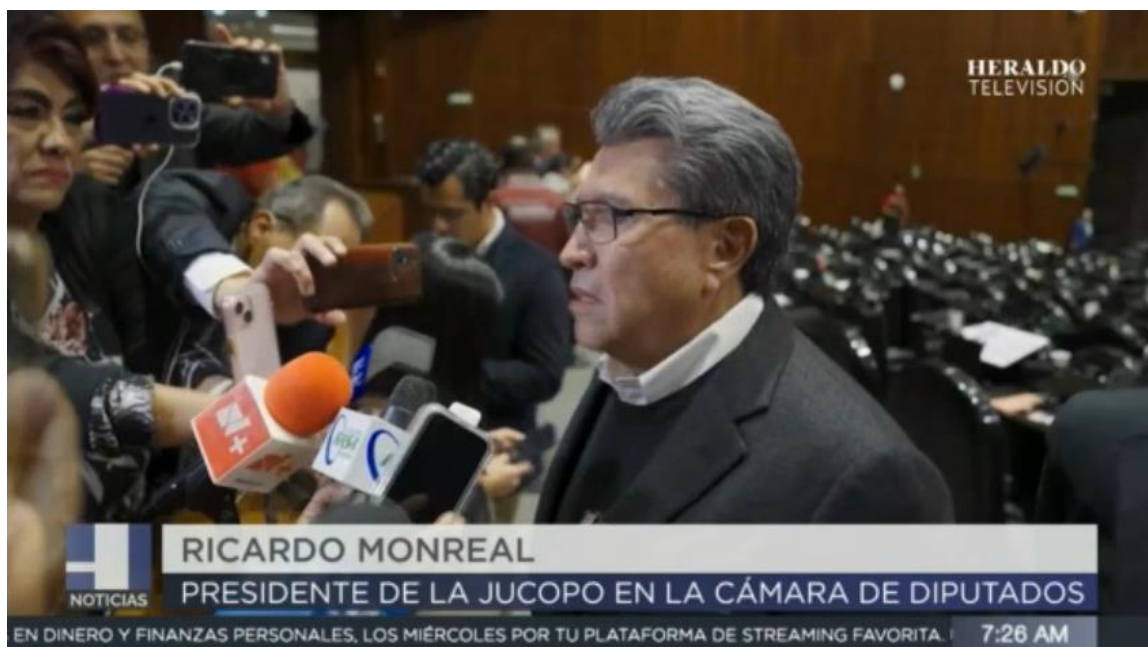 HERALDO
TELEVISIÓN
N+
RICARDO MONREAL
PRESIDENTE DE LA JUCOPO EN LA CÁMARA DE DIPUTADOS
NOTICIAS
EN DINERO Y FINANZAS PERSONALES, LOS MIÉRCOLES POR TU PLATAFORMA DE STREAMING FAVORITA.
7:26 AM